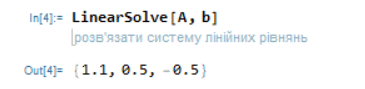 In[4]:= LinearSolve[A, b]
розв'язати систему лінійних рівнянь
Out[4]= {1.1, 0.5, -0.5}